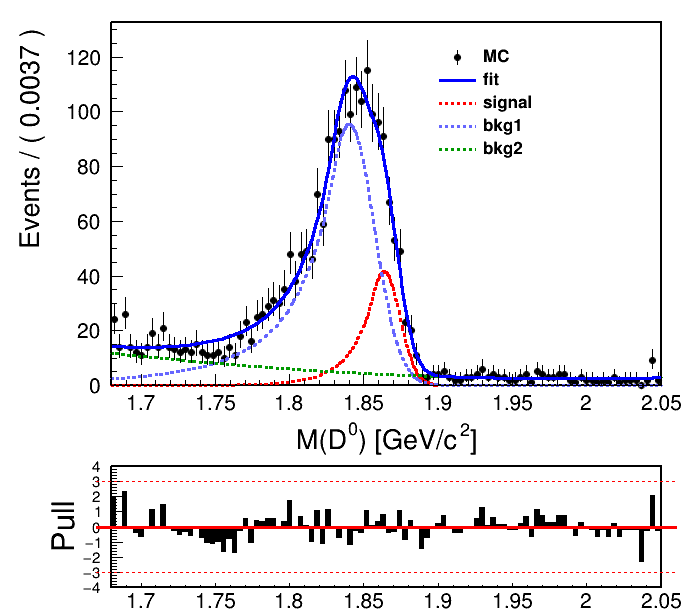 Events / ( 0.0037 )
120
100
80
60
40
20
0
MC
fit
signal
bkg1
bkg2
1.7 1.75 1.8 1.85 1.9 1.95 2 2.05
M(D⁰) [GeV/c²]
Pull
4
3
2
1
0
−1
−2
−3
−4
1.7 1.75 1.8 1.85 1.9 1.95 2 2.05